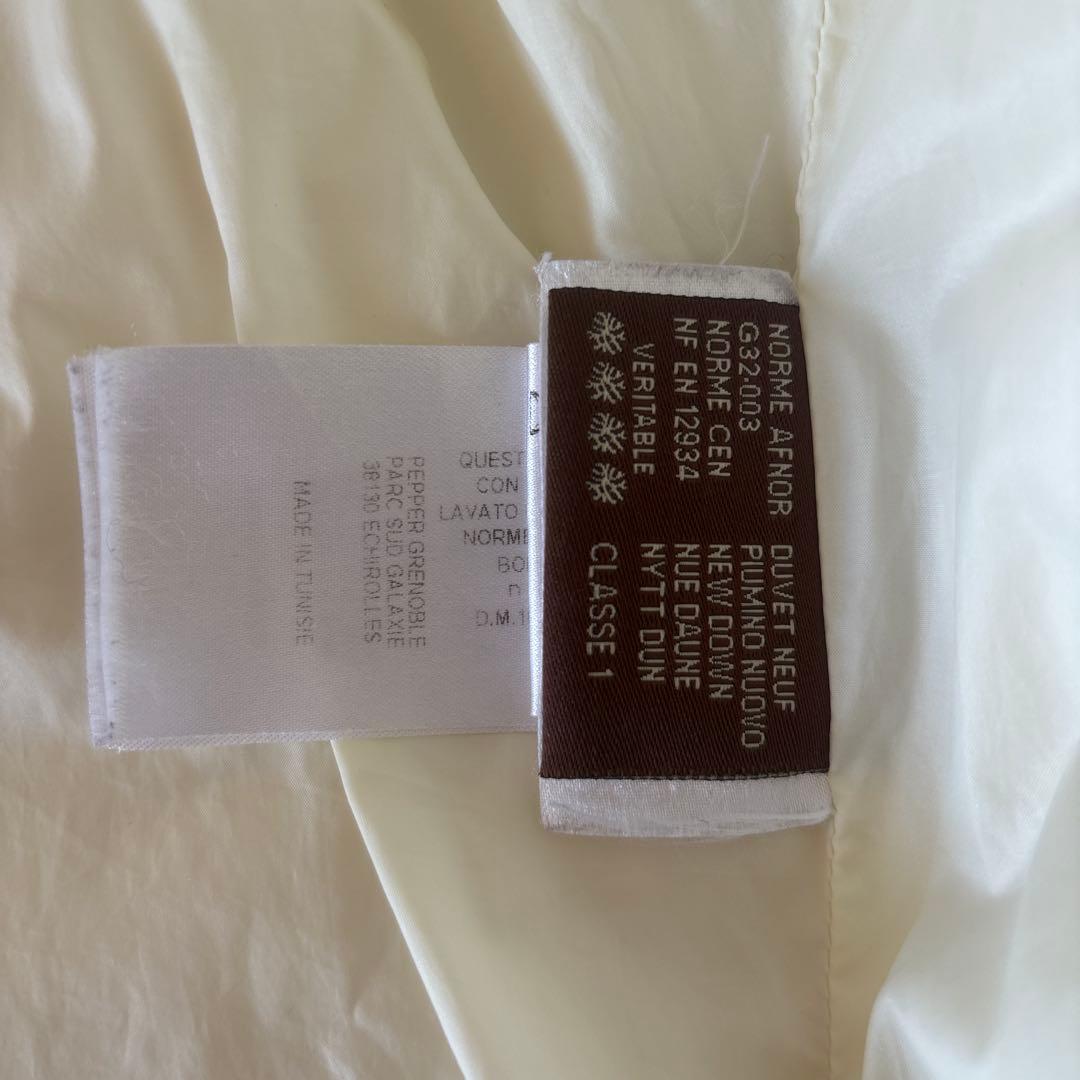 NORME AFNOR
G32-003
NORME CEN
NF EN 12934
VERITABLE
DUVET NEUF
PIUMINO NUOVO
NEW DOWN
NUE DAUNE
NYTT DUN
CLASSE 1
QUEST
CON
LAVATO
NORME
BO
n
D.M.1
PEPPER GRENOBLE
PARC SUD GALAXIE
38130 ECHIROLLES
MADE IN TUNISIE